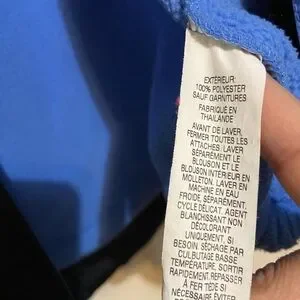 EXTÉRIEUR:
100% POLYESTER
SAUF GARNITURES
FABRIQUÉ EN
THAÏLANDE
AVANT DE LAVER,
FERMER TOUTES LES
ATTACHES. LAVER
SÉPARÉMENT LE
BLOUSON ET LE
BLOUSON INTÉRIEUR EN
MOLLETON. LAVER EN
MACHINE EN EAU
FROIDE, SÉPARÉMENT,
CYCLE DÉLICAT. AGENT
BLANCHISSANT NON
DÉCOLORANT
UNIQUEMENT, SI
BESOIN. SÉCHAGE PAR
CULBUTAGE BASSE
TEMPÉRATURE, SORTIR
RAPIDEMENT. REPASSER
À FER TIÈDE SI
NÉCESSAIRE. ÉVITER